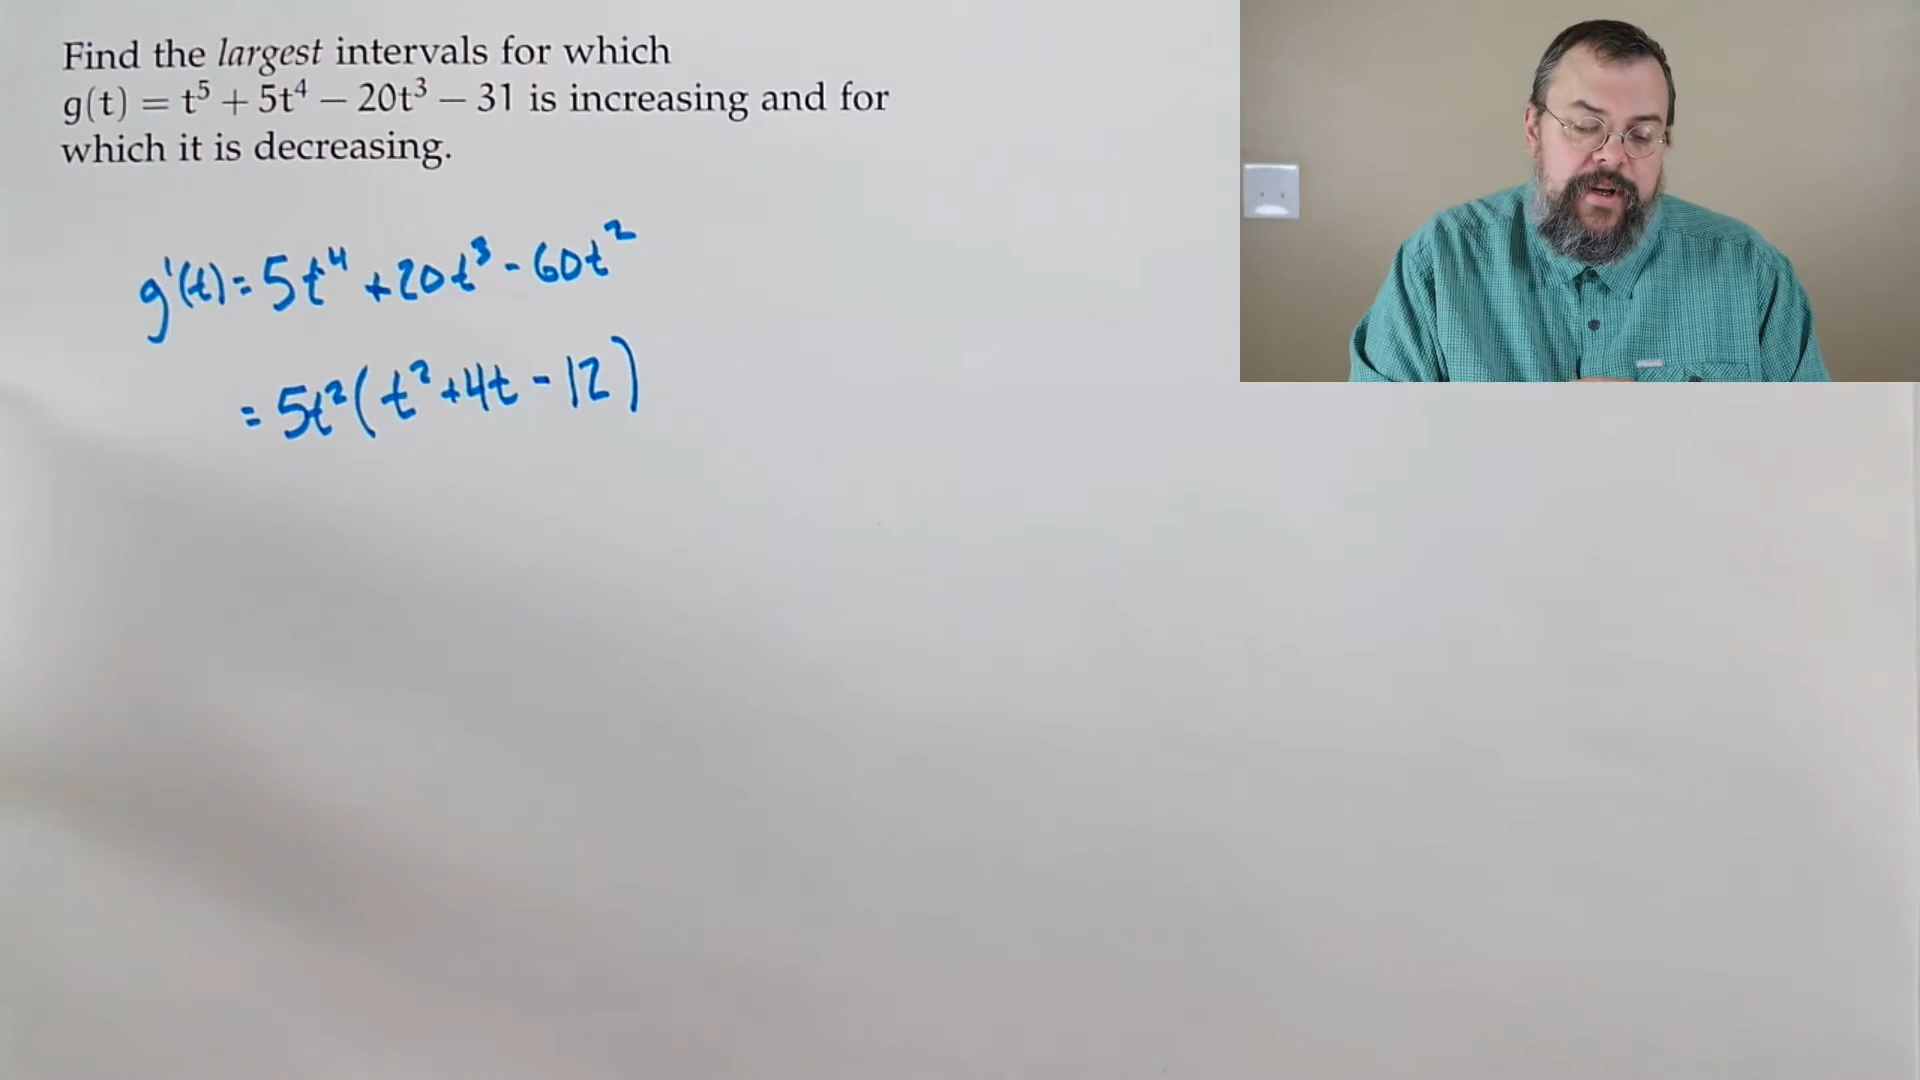 Find the largest intervals for which
g(t) = t⁵ + 5t⁴ − 20t³ − 31 is increasing and for
which it is decreasing.
g'(t) = 5t⁴ + 20t³ - 60t²
= 5t²(t² + 4t - 12)